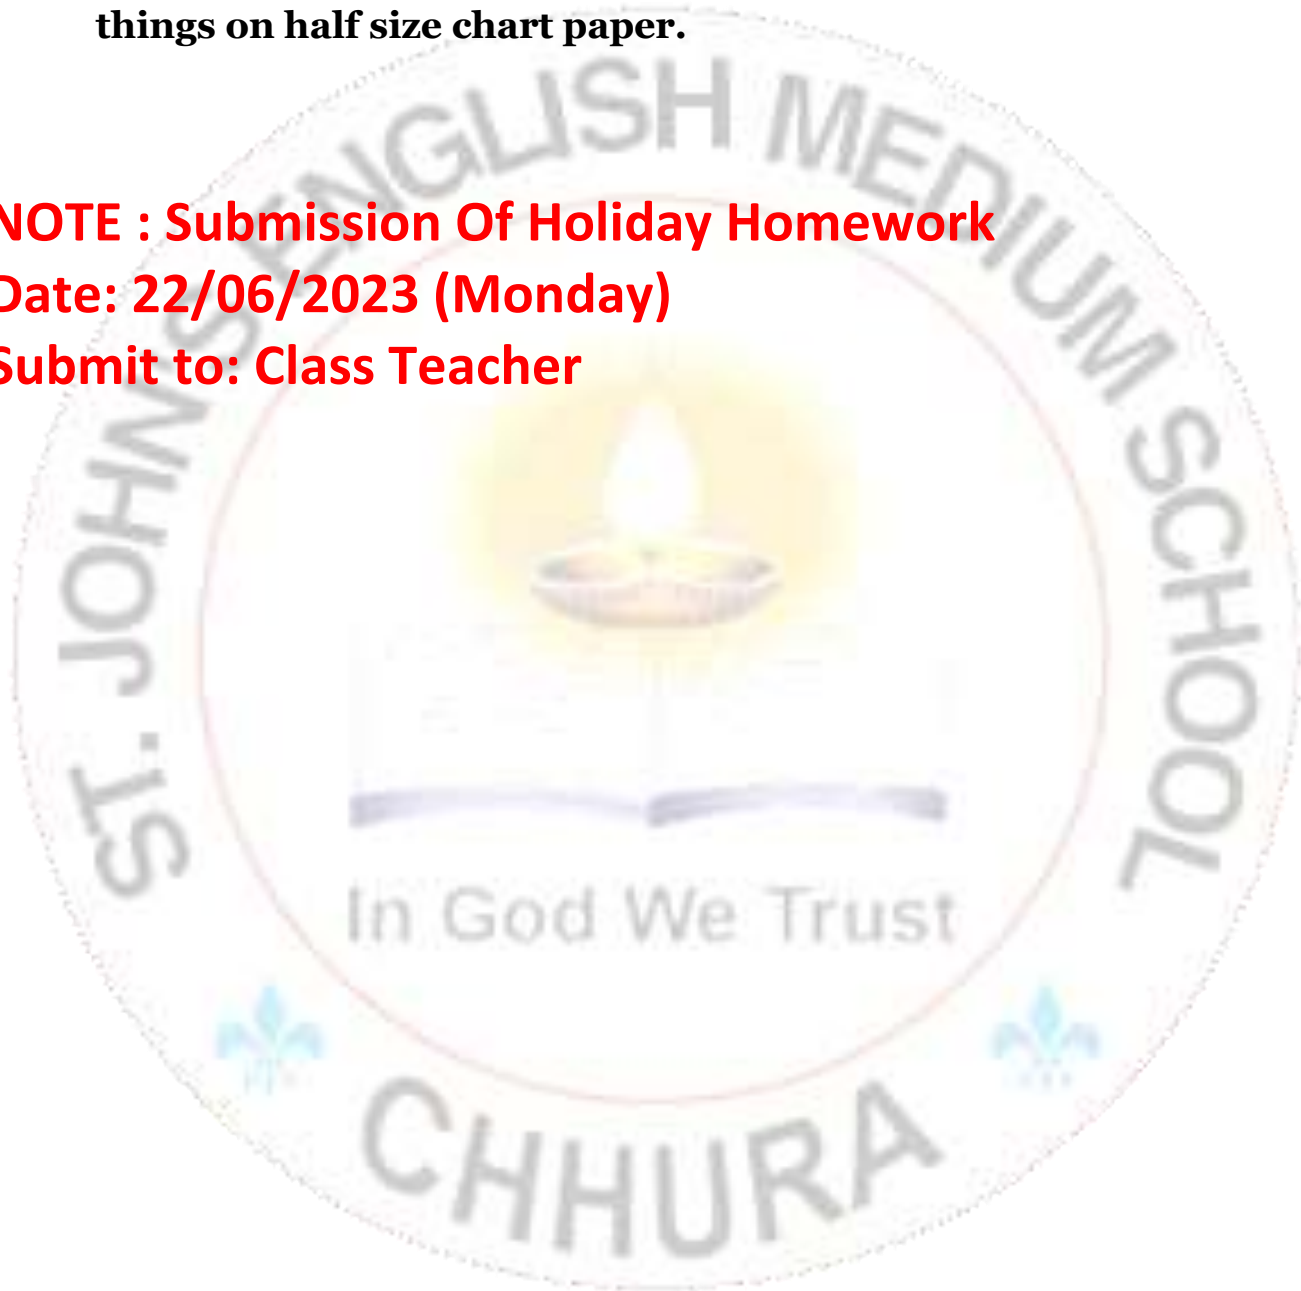 things on half size chart paper.
NOTE : Submission Of Holiday Homework
Date: 22/06/2023 (Monday)
Submit to: Class Teacher
ST. JOHN'S ENGLISH MEDIUM SCHOOL
In God We Trust
CHHURA